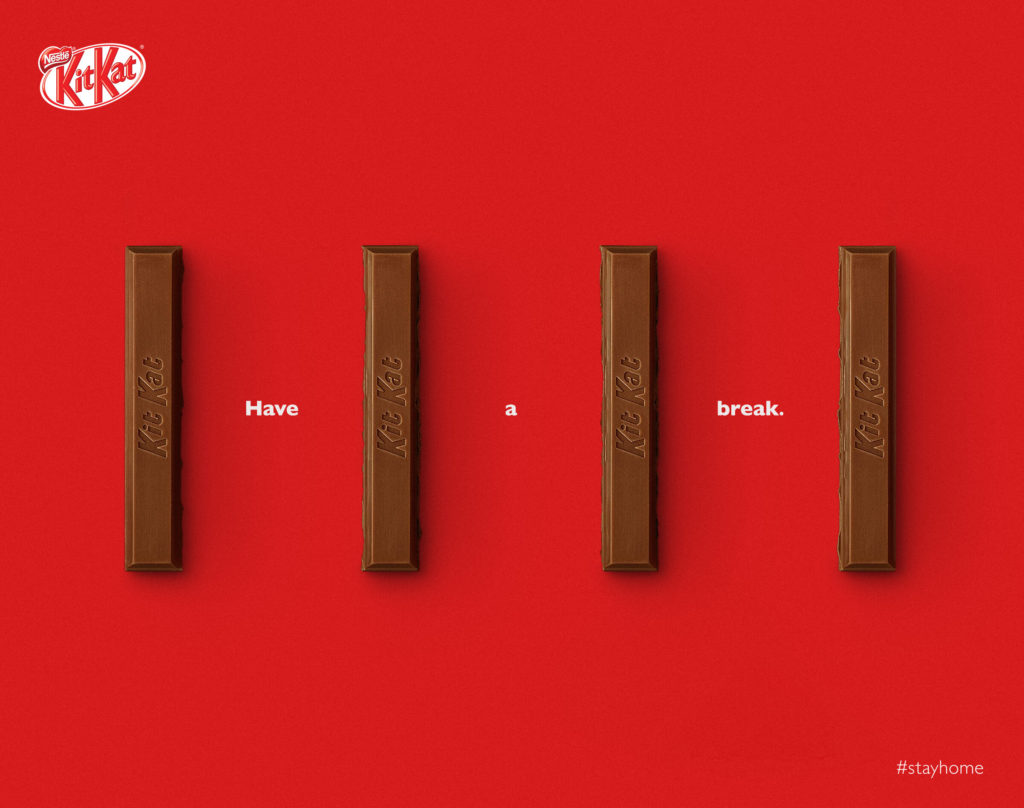 Nestlé
KitKat
Kit Kat
Have
Kit Kat
a
Kit Kat
break.
Kit Kat
#stayhome